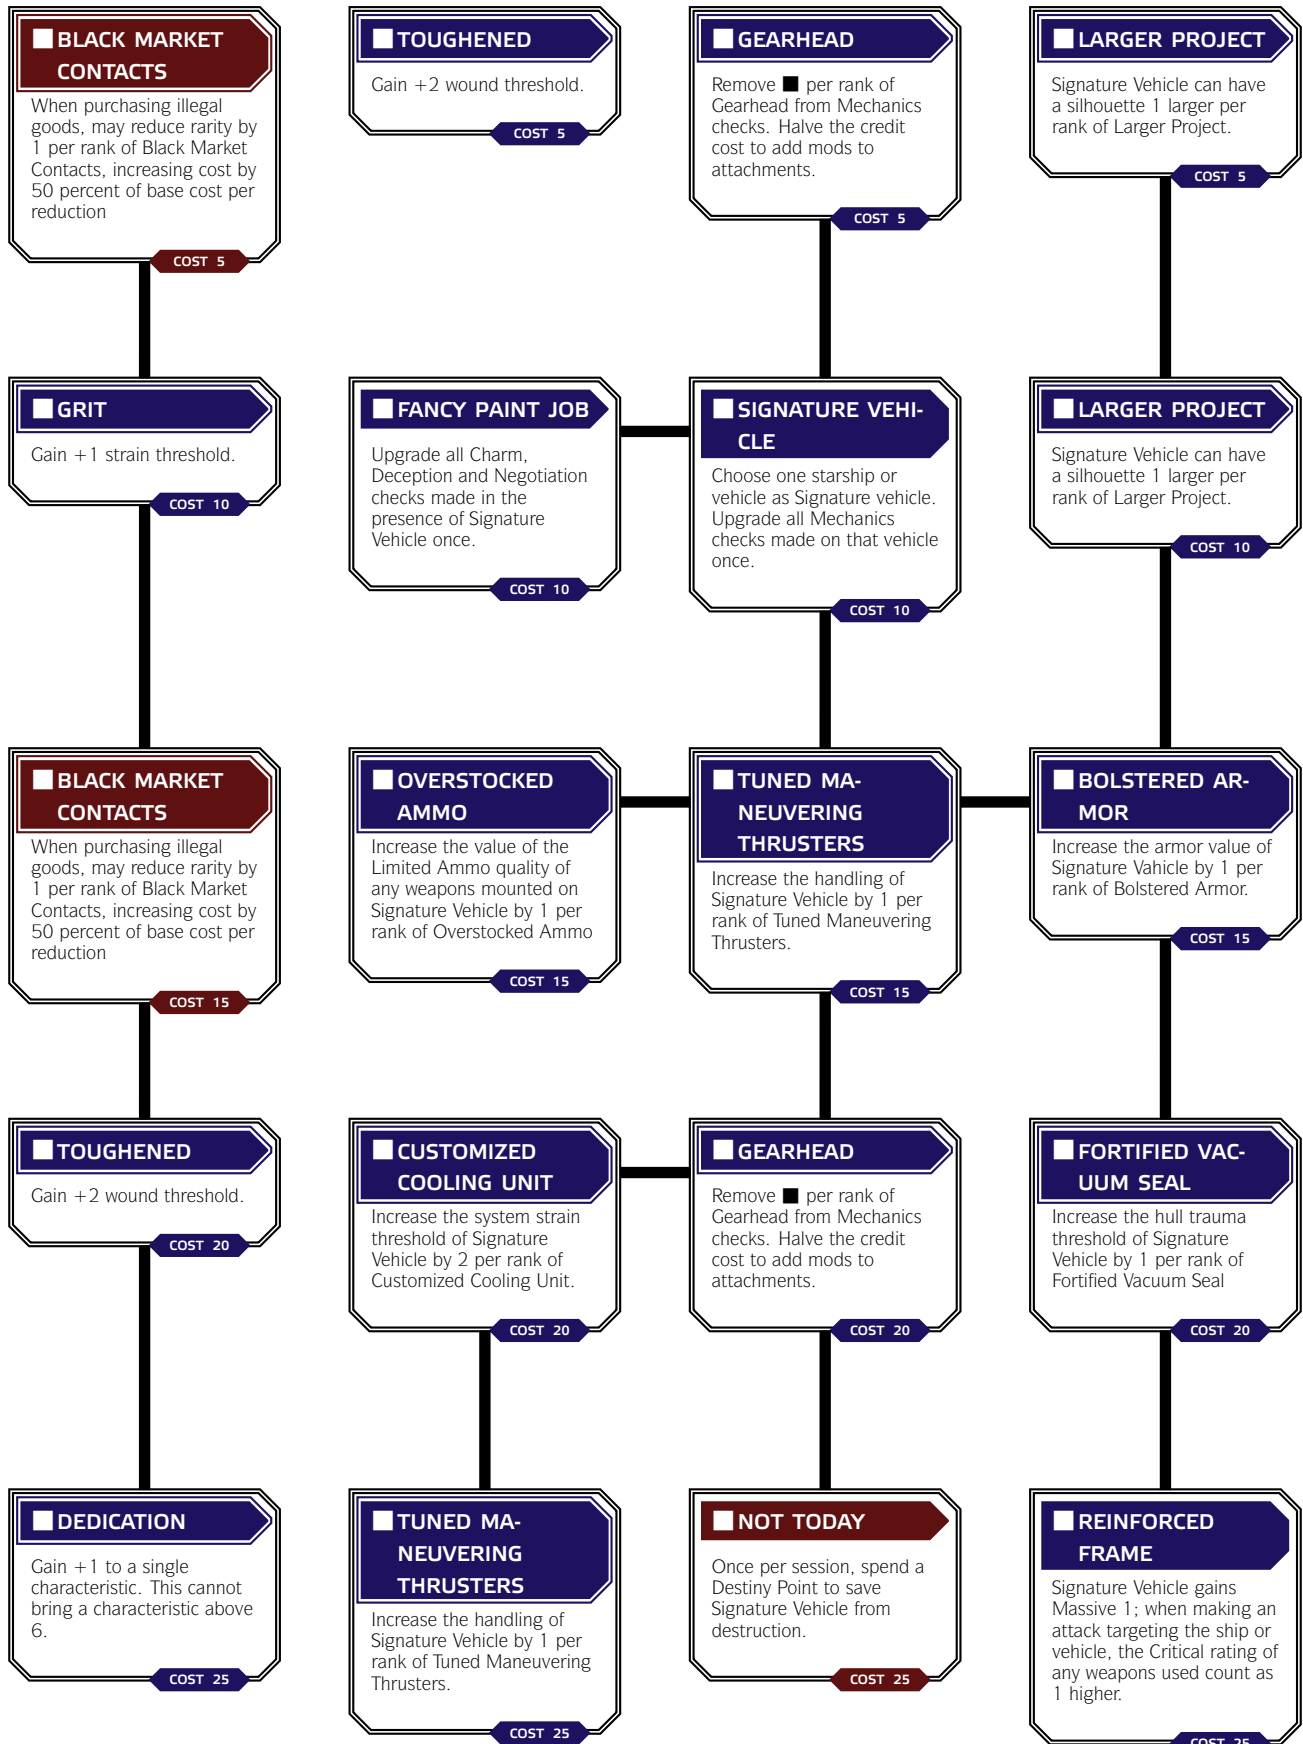 BLACK MARKET
CONTACTS
When purchasing illegal
goods, may reduce rarity by
1 per rank of Black Market
Contacts, increasing cost by
50 percent of base cost per
reduction
COST 5
TOUGHENED
Gain +2 wound threshold.
COST 5
GEARHEAD
Remove ■ per rank of
Gearhead from Mechanics
checks. Halve the credit
cost to add mods to
attachments.
COST 5
LARGER PROJECT
Signature Vehicle can have
a silhouette 1 larger per
rank of Larger Project.
COST 5
GRIT
Gain +1 strain threshold.
COST 10
FANCY PAINT JOB
Upgrade all Charm,
Deception and Negotiation
checks made in the
presence of Signature
Vehicle once.
COST 10
SIGNATURE VEHI-
CLE
Choose one starship or
vehicle as Signature vehicle.
Upgrade all Mechanics
checks made on that vehicle
once.
COST 10
LARGER PROJECT
Signature Vehicle can have
a silhouette 1 larger per
rank of Larger Project.
COST 10
BLACK MARKET
CONTACTS
When purchasing illegal
goods, may reduce rarity by
1 per rank of Black Market
Contacts, increasing cost by
50 percent of base cost per
reduction
COST 15
OVERSTOCKED
AMMO
Increase the value of the
Limited Ammo quality of
any weapons mounted on
Signature Vehicle by 1 per
rank of Overstocked Ammo
COST 15
TUNED MA-
NEUVERING
THRUSTERS
Increase the handling of
Signature Vehicle by 1 per
rank of Tuned Maneuvering
Thrusters.
COST 15
BOLSTERED AR-
MOR
Increase the armor value of
Signature Vahicle by 1 per
rank of Bolstered Armor.
COST 15
TOUGHENED
Gain +2 wound threshold.
COST 20
CUSTOMIZED
COOLING UNIT
Increase the system strain
threshold of Signature
Vehicle by 2 per rank of
Customized Cooling Unit.
COST 20
GEARHEAD
Remove ■ per rank of
Gearhead from Mechanics
checks. Halve the credit
cost to add mods to
attachments.
COST 20
FORTIFIED VAC-
UUM SEAL
Increase the hull trauma
threshold of Signature
Vehicle by 1 per rank of
Fortified Vacuum Seal
COST 20
DEDICATION
Gain +1 to a single
characteristic. This cannot
bring a characteristic above
6.
COST 25
TUNED MA-
NEUVERING
THRUSTERS
Increase the handling of
Signature Vehicle by 1 per
rank of Tuned Maneuvering
Thrusters.
COST 25
NOT TODAY
Once per session, spend a
Destiny Point to save
Signature Vehicle from
destruction.
COST 25
REINFORCED
FRAME
Signature Vehicle gains
Massive 1; when making an
attack targeting the ship or
vehicle, the Critical rating of
any weapons used count as
1 higher.
COST 25